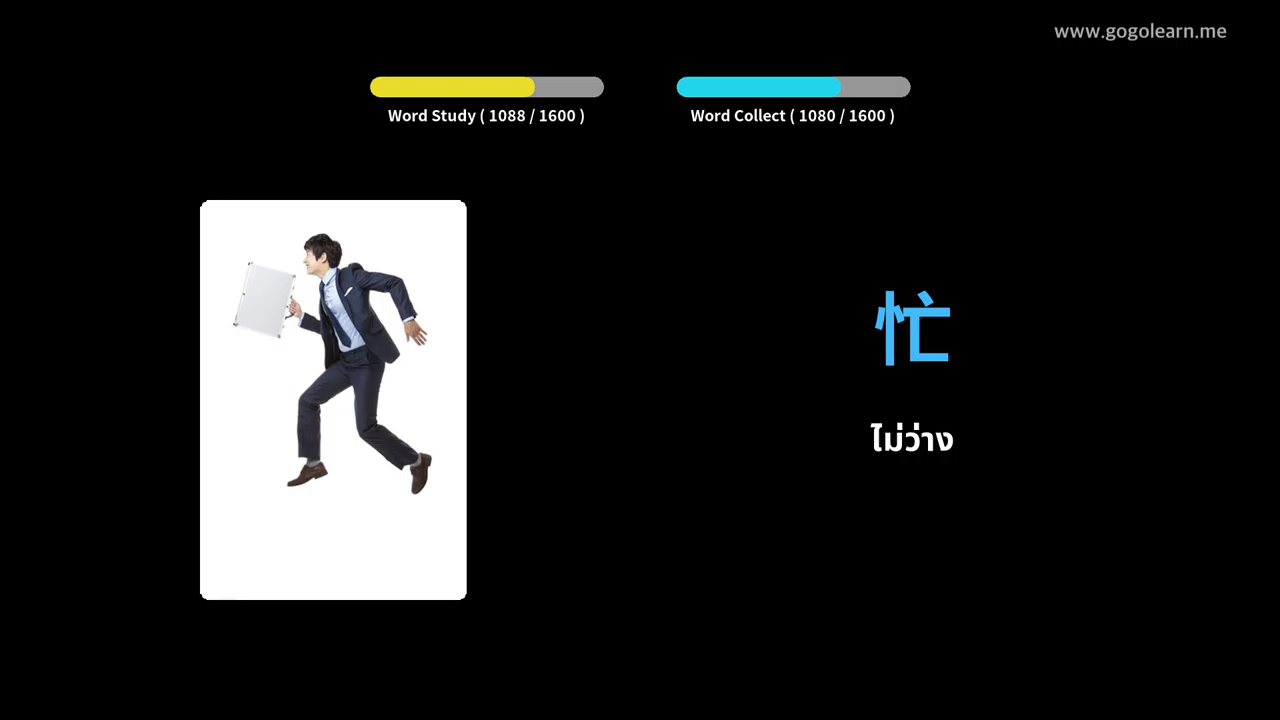 www.gogolearn.me
Word Study ( 1088 / 1600 )
Word Collect ( 1080 / 1600 )
忙
ไม่ว่าง